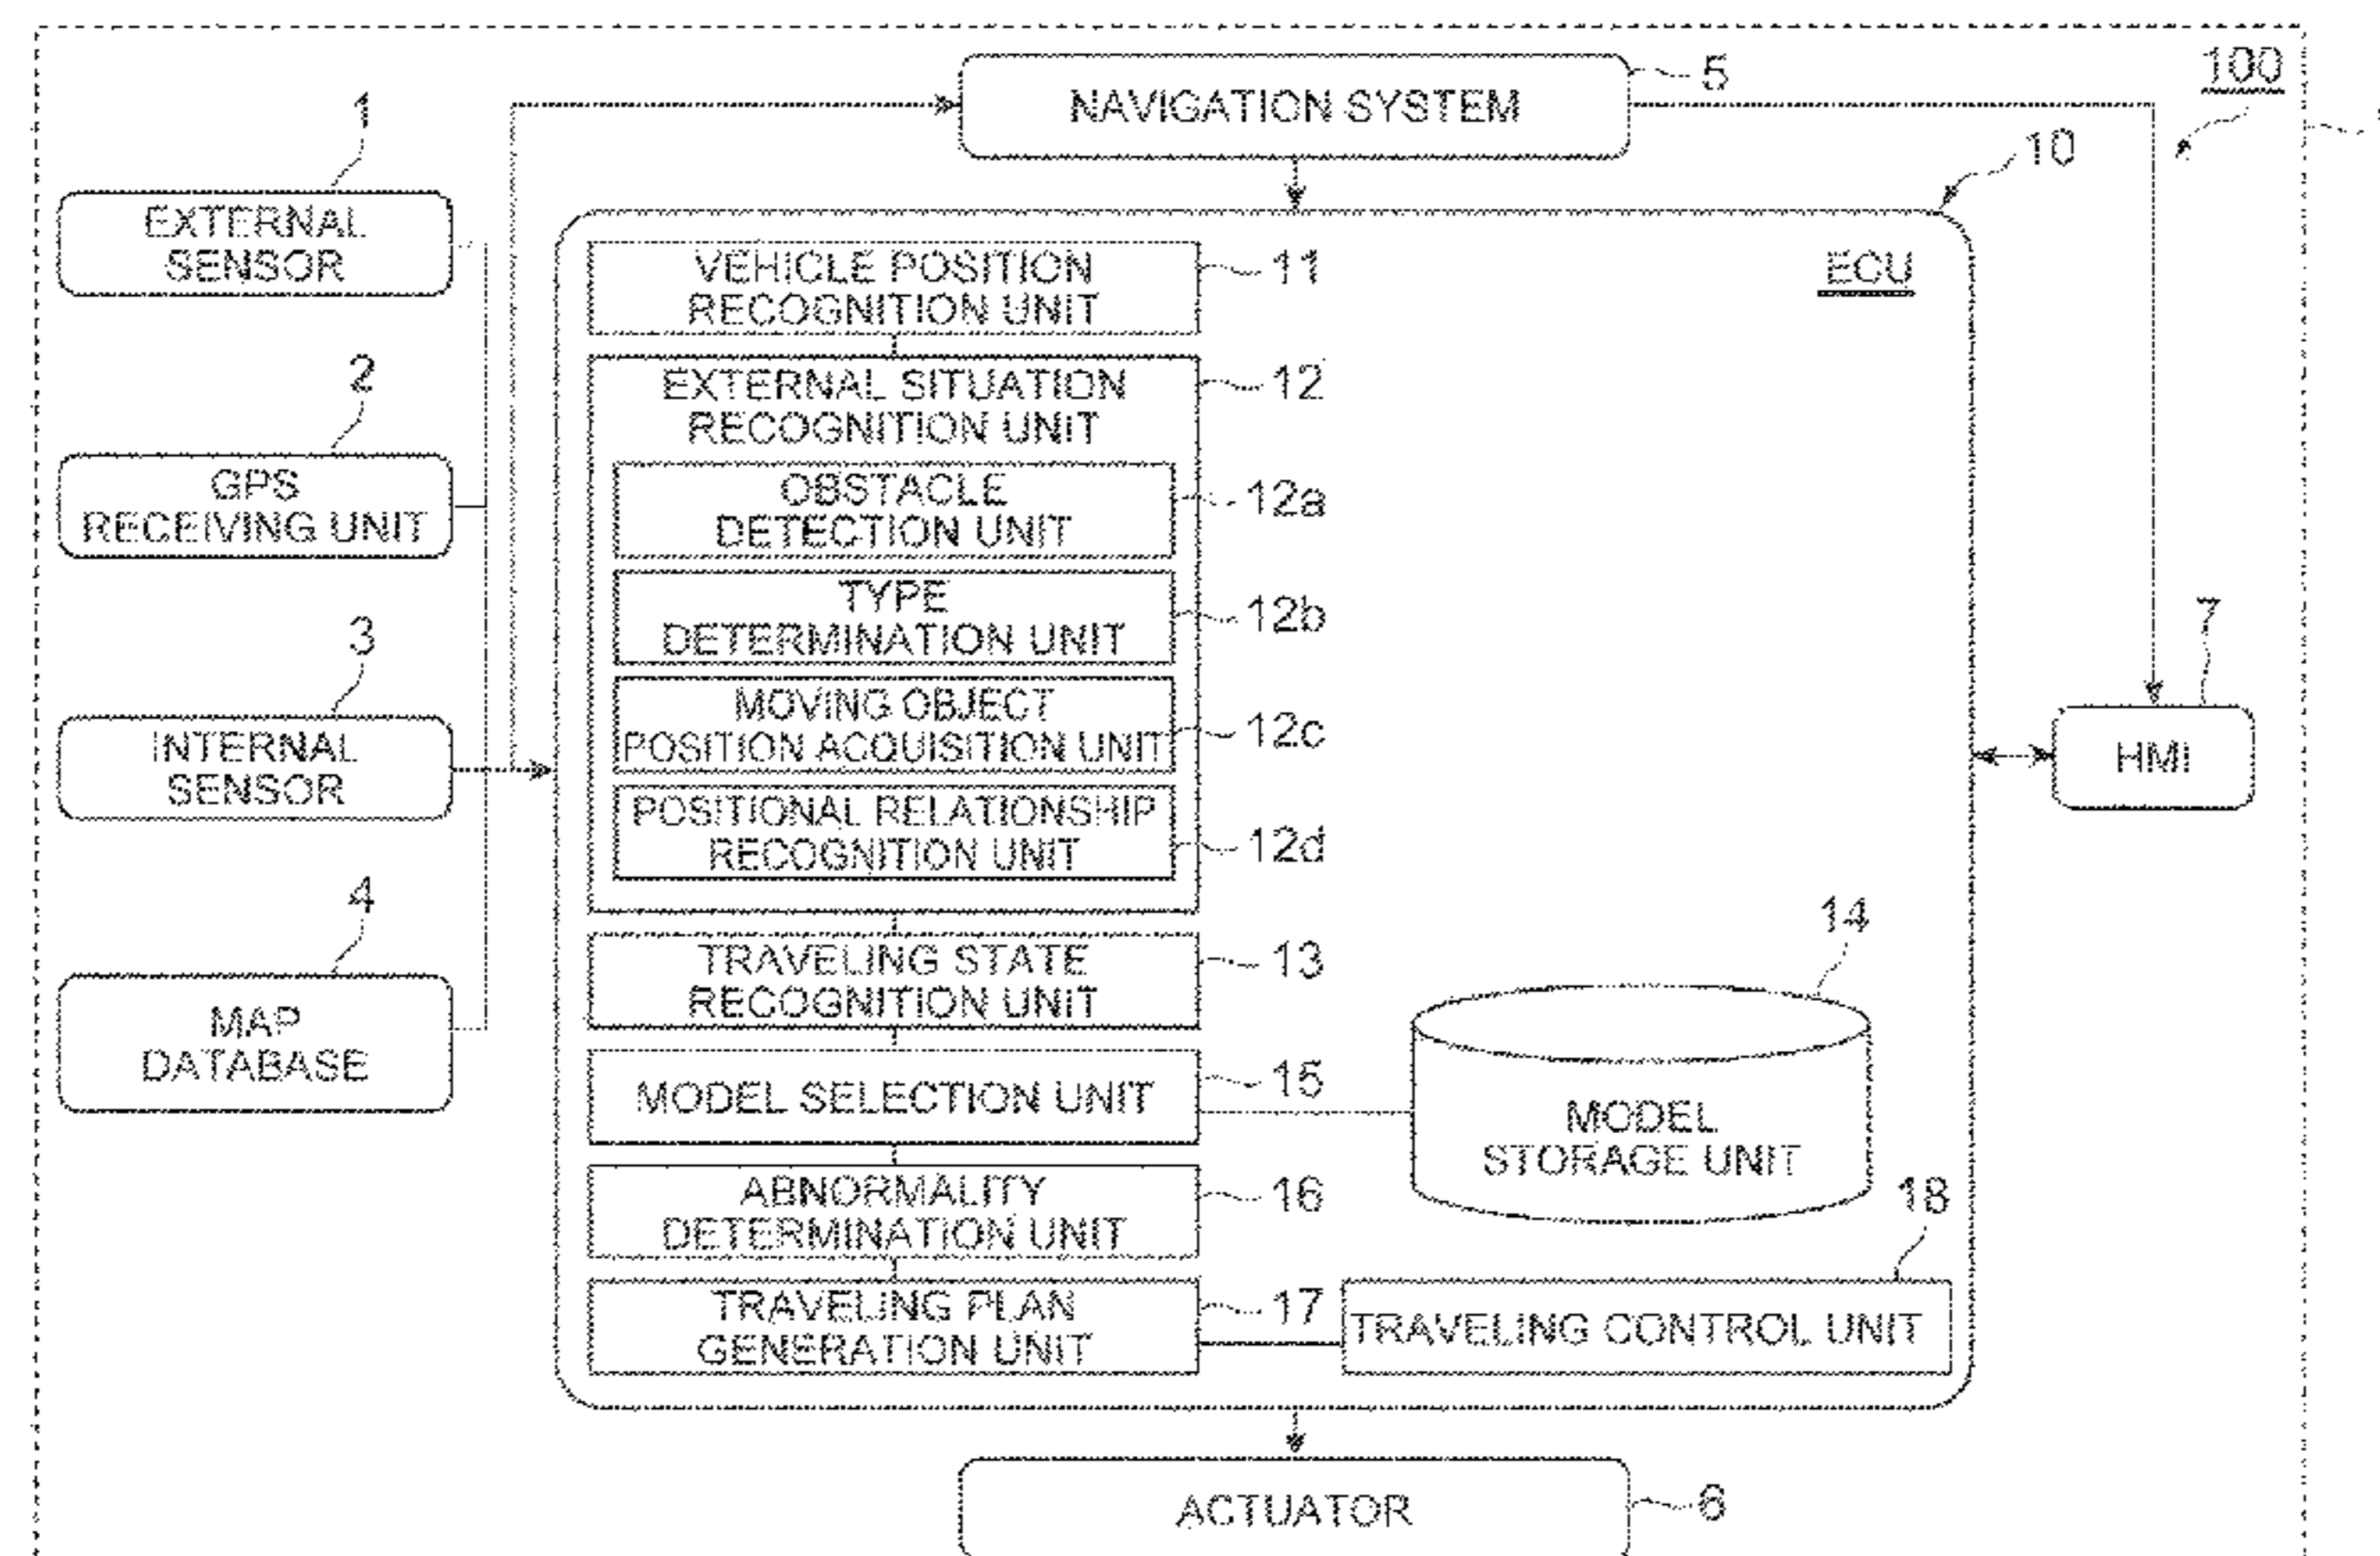 100
NAVIGATION SYSTEM
5
10
1
EXTERNAL
SENSOR
2
GPS
RECEIVING UNIT
3
INTERNAL
SENSOR
4
MAP
DATABASE
ECU
VEHICLE POSITION
RECOGNITION UNIT
11
EXTERNAL SITUATION
RECOGNITION UNIT
12
OBSTACLE
DETECTION UNIT
12a
TYPE
DETERMINATION UNIT
12b
MOVING OBJECT
POSITION ACQUISITION UNIT
12c
POSITIONAL RELATIONSHIP
RECOGNITION UNIT
12d
TRAVELING STATE
RECOGNITION UNIT
13
MODEL SELECTION UNIT
15
14
MODEL
STORAGE UNIT
ABNORMALITY
DETERMINATION UNIT
16
TRAVELING PLAN
GENERATION UNIT
17
18
TRAVELING CONTROL UNIT
7
HMI
ACTUATOR
6